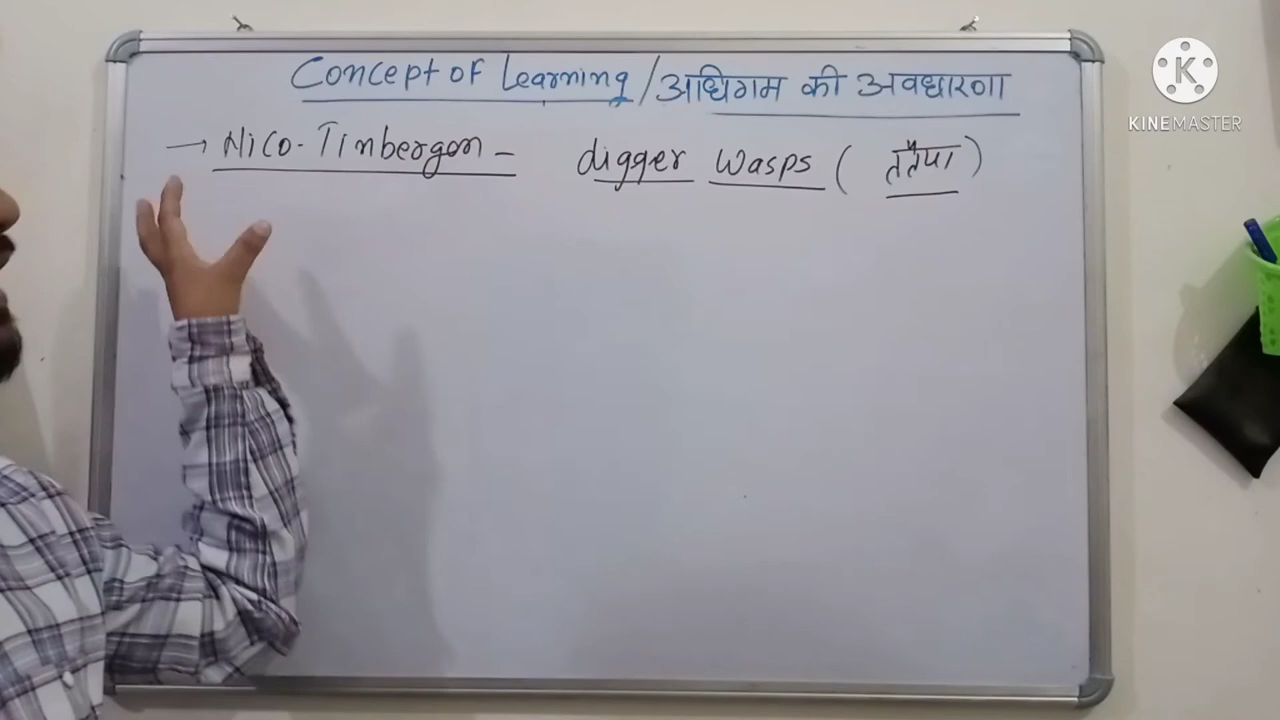 Concept of Learning/अधिगम की अवधारणा
→ Nico-Tinbergen - digger Wasps ( ततैया )
K
KINEMASTER